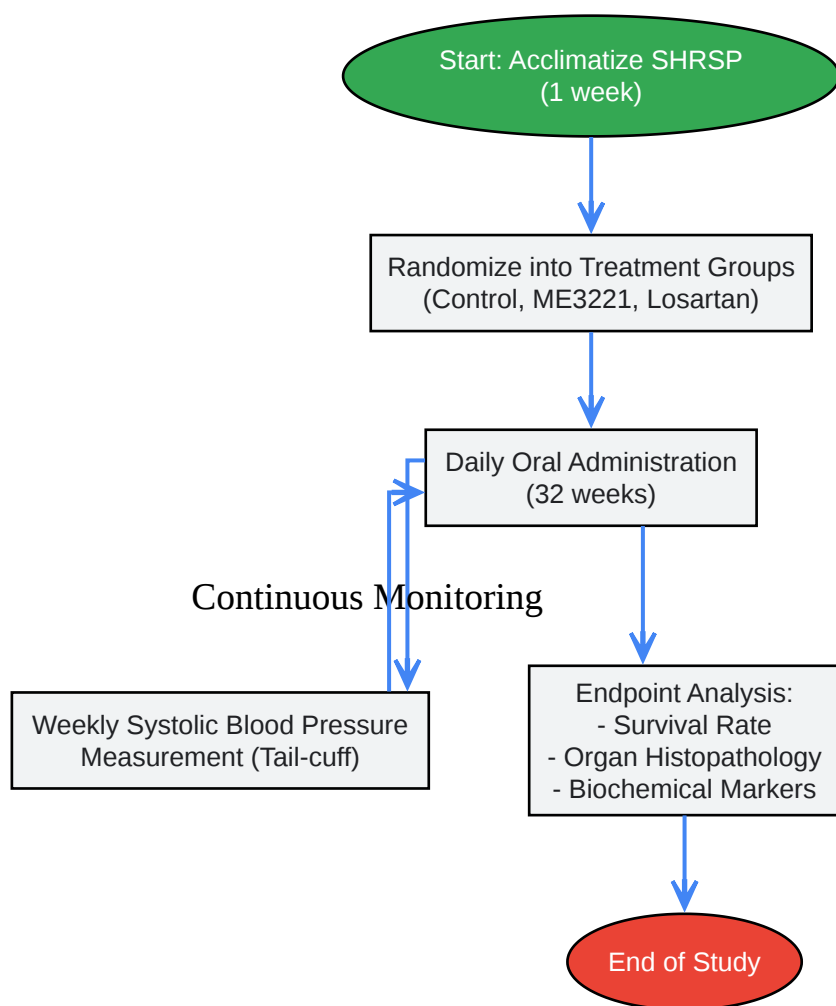 Start: Acclimatize SHRSP
(1 week)
Randomize into Treatment Groups
(Control, ME3221, Losartan)
Daily Oral Administration
(32 weeks)
Continuous Monitoring
Weekly Systolic Blood Pressure
Measurement (Tail-cuff)
Endpoint Analysis:
- Survival Rate
- Organ Histopathology
- Biochemical Markers
End of Study